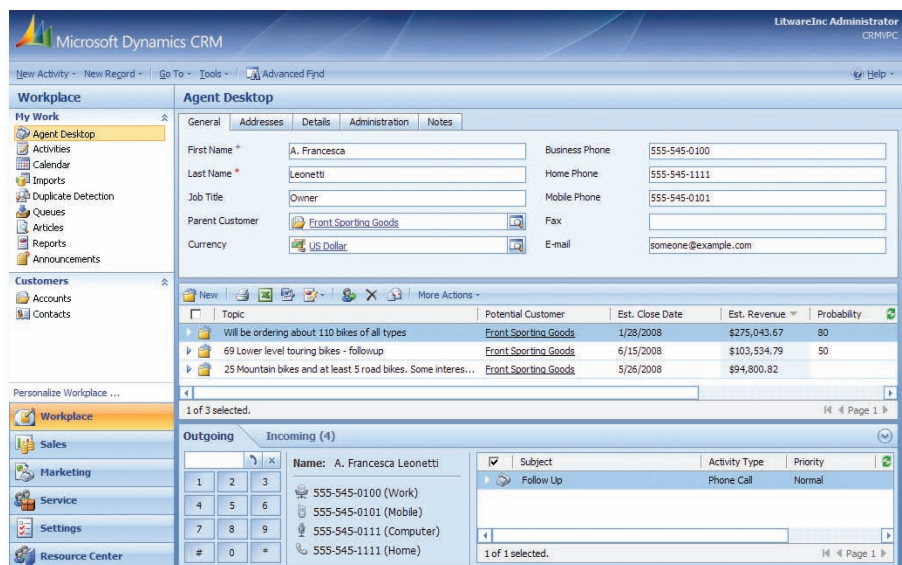 LitwareInc Administrator
CRMVPC
Microsoft Dynamics CRM
New Activity New Record Go To Tools Advanced Find Help
Workplace
My Work
Agent Desktop
Activities
Calendar
Imports
Duplicate Detection
Queues
Articles
Reports
Announcements
Customers
Accounts
Contacts
Personalize Workplace ...
Workplace
Sales
Marketing
Service
Settings
Resource Center
Agent Desktop
General Addresses Details Administration Notes
First Name + A. Francesca Business Phone 555-545-0100
Last Name * Leonetti Home Phone 555-545-1111
Job Title Owner Mobile Phone 555-545-0101
Parent Customer Front Sporting Goods Fax
Currency US Dollar E-mail someone@example.com
New More Actions
Topic Potential Customer Est. Close Date Est. Revenue Probability
Will be ordering about 110 bikes of all types Front Sporting Goods 1/28/2008 $275,043.67 80
69 Lower level touring bikes - followup Front Sporting Goods 6/15/2008 $103,534.79 50
25 Mountain bikes and at least 5 road bikes. Some interes... Front Sporting Goods 5/26/2008 $94,800.82
1 of 3 selected. Page 1
Outgoing Incoming (4)
1 2 3
4 5 6
7 8 9
# 0 *
Name: A. Francesca Leonetti
555-545-0100 (Work)
555-545-0101 (Mobile)
555-545-0111 (Computer)
555-545-1111 (Home)
Subject Activity Type Priority
Follow Up Phone Call Normal
1 of 1 selected. Page 1